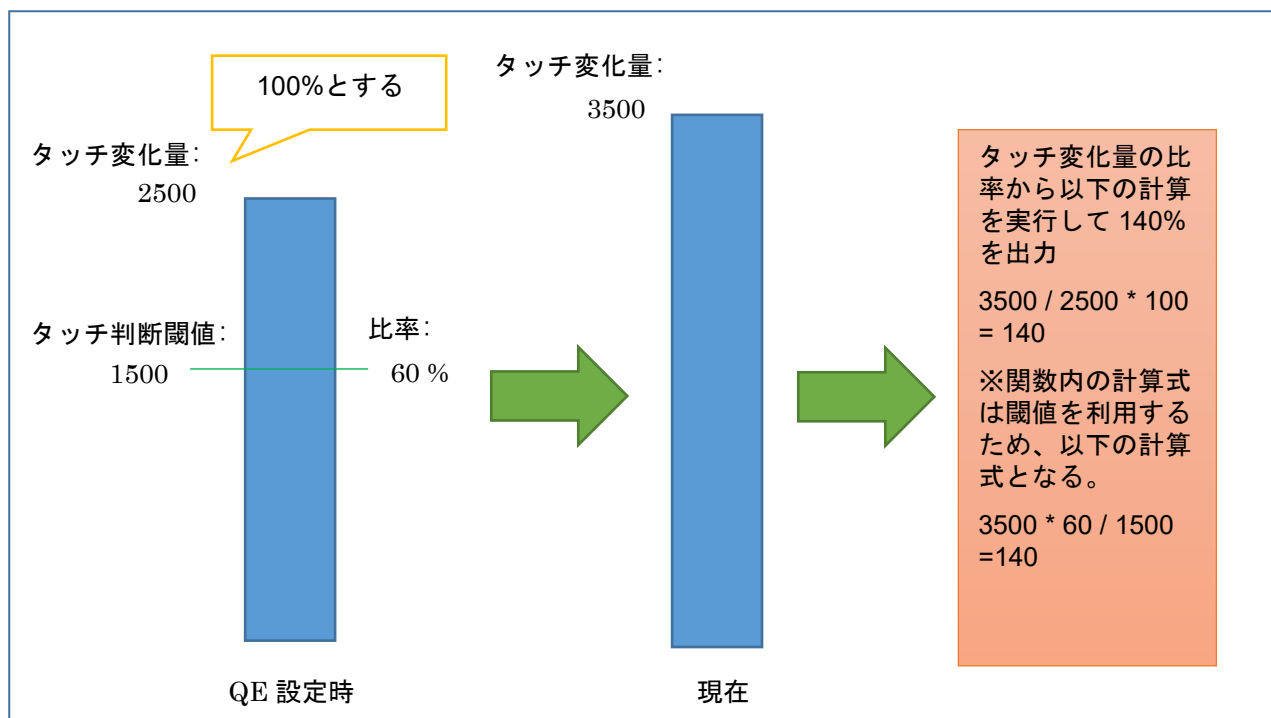 100%とする
タッチ変化量:
2500
タッチ判断閾値:
1500
比率:
60 %
QE 設定時
タッチ変化量:
3500
現在
タッチ変化量の比
率から以下の計算
を実行して 140%
を出力
3500 / 2500 * 100
= 140
※関数内の計算式
は閾値を利用する
ため、以下の計算
式となる。
3500 * 60 / 1500
=140